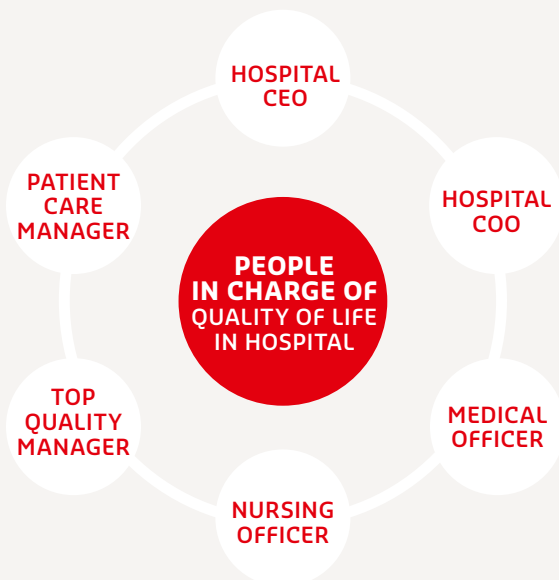 HOSPITAL
CEO
HOSPITAL
COO
MEDICAL
OFFICER
NURSING
OFFICER
TOP
QUALITY
MANAGER
PATIENT
CARE
MANAGER
PEOPLE
IN CHARGE OF
QUALITY OF LIFE
IN HOSPITAL